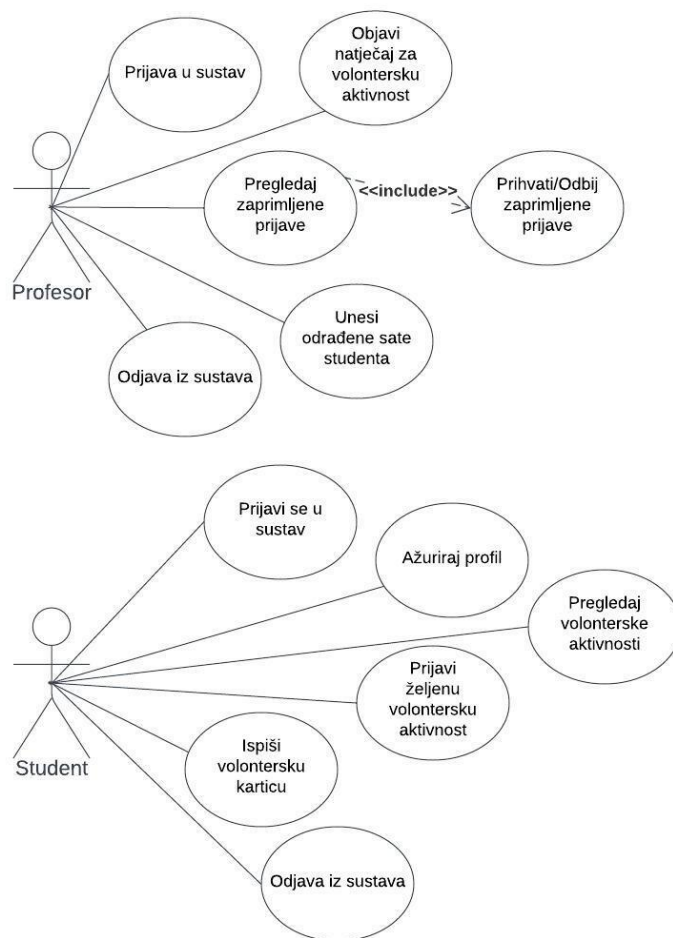 Prijava u sustav
Objavi
natječaj za
volontersku
aktivnost
Pregledaj
zaprimljene
prijave
<<include>>
Prihvati/Odbij
zaprimljene
prijave
Profesor
Unesi
odrađene sate
studenta
Odjava iz sustava
Prijavi se u
sustav
Ažuriraj profil
Pregledaj
volonterske
aktivnosti
Prijavi
željenu
volontersku
aktivnost
Student
Ispiši
volontersku
karticu
Odjava iz sustava